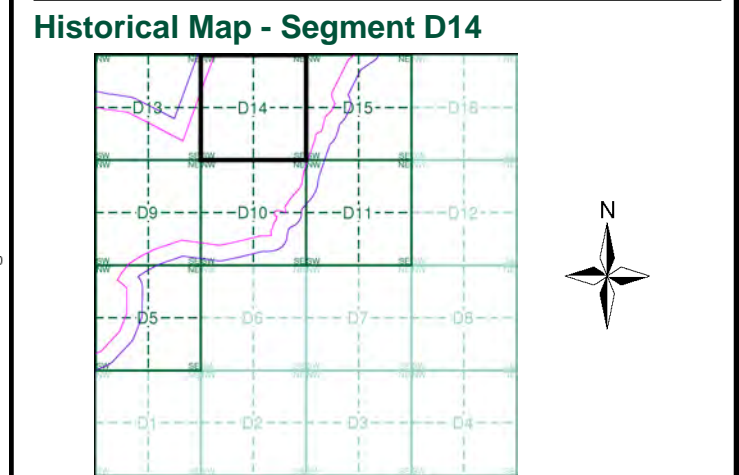 Historical Map - Segment D14
D13
D14
D15
D16
N
D9
D10
D11
D12
D5
D6
D7
D8
D1
D2
D3
D4